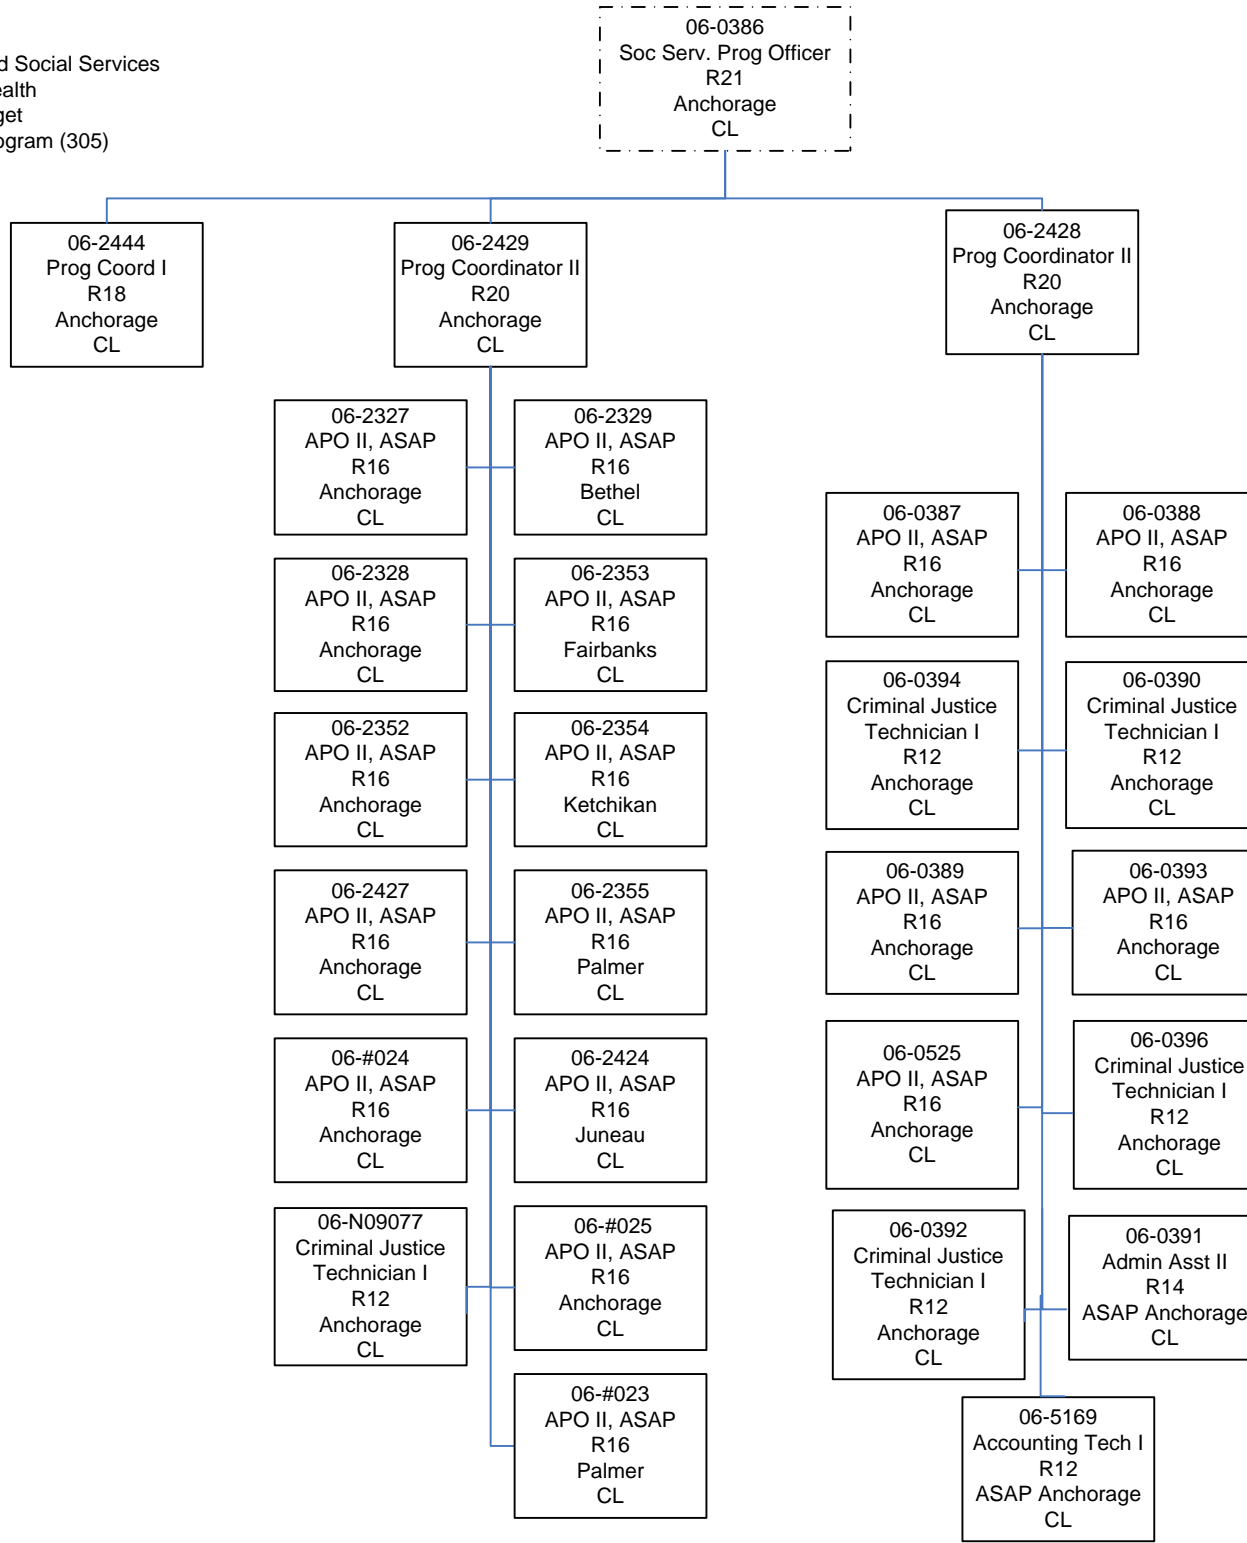 d Social Services
ealth
get
ogram (305)
06-0386
Soc Serv. Prog Officer
R21
Anchorage
CL
06-2444
Prog Coord I
R18
Anchorage
CL
06-2429
Prog Coordinator II
R20
Anchorage
CL
06-2428
Prog Coordinator II
R20
Anchorage
CL
06-2327
APO II, ASAP
R16
Anchorage
CL
06-2329
APO II, ASAP
R16
Bethel
CL
06-2328
APO II, ASAP
R16
Anchorage
CL
06-2353
APO II, ASAP
R16
Fairbanks
CL
06-2352
APO II, ASAP
R16
Anchorage
CL
06-2354
APO II, ASAP
R16
Ketchikan
CL
06-2427
APO II, ASAP
R16
Anchorage
CL
06-2355
APO II, ASAP
R16
Palmer
CL
06-#024
APO II, ASAP
R16
Anchorage
CL
06-2424
APO II, ASAP
R16
Juneau
CL
06-N09077
Criminal Justice
Technician I
R12
Anchorage
CL
06-#025
APO II, ASAP
R16
Anchorage
CL
06-#023
APO II, ASAP
R16
Palmer
CL
06-0387
APO II, ASAP
R16
Anchorage
CL
06-0388
APO II, ASAP
R16
Anchorage
CL
06-0394
Criminal Justice
Technician I
R12
Anchorage
CL
06-0390
Criminal Justice
Technician I
R12
Anchorage
CL
06-0389
APO II, ASAP
R16
Anchorage
CL
06-0393
APO II, ASAP
R16
Anchorage
CL
06-0525
APO II, ASAP
R16
Anchorage
CL
06-0396
Criminal Justice
Technician I
R12
Anchorage
CL
06-0392
Criminal Justice
Technician I
R12
Anchorage
CL
06-0391
Admin Asst II
R14
ASAP Anchorage
CL
06-5169
Accounting Tech I
R12
ASAP Anchorage
CL